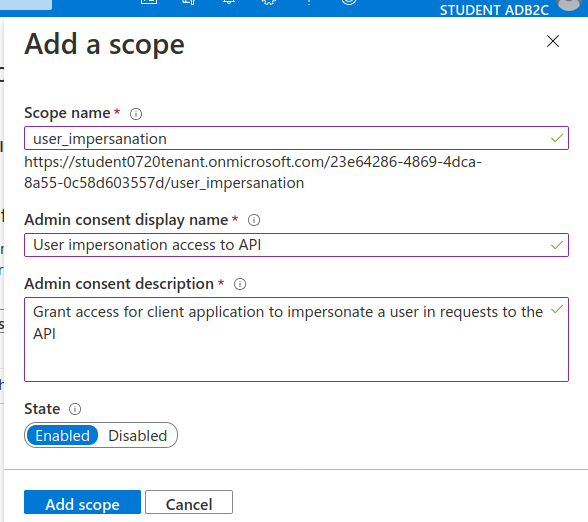 STUDENT ADB2C
Add a scope
Scope name *
user_impersanation
https://student0720tenant.onmicrosoft.com/23e64286-4869-4dca-
8a55-0c58d603557d/user_impersanation
Admin consent display name *
User impersonation access to API
Admin consent description *
Grant access for client application to impersonate a user in requests to the
API
State
Enabled Disabled
Add scope Cancel